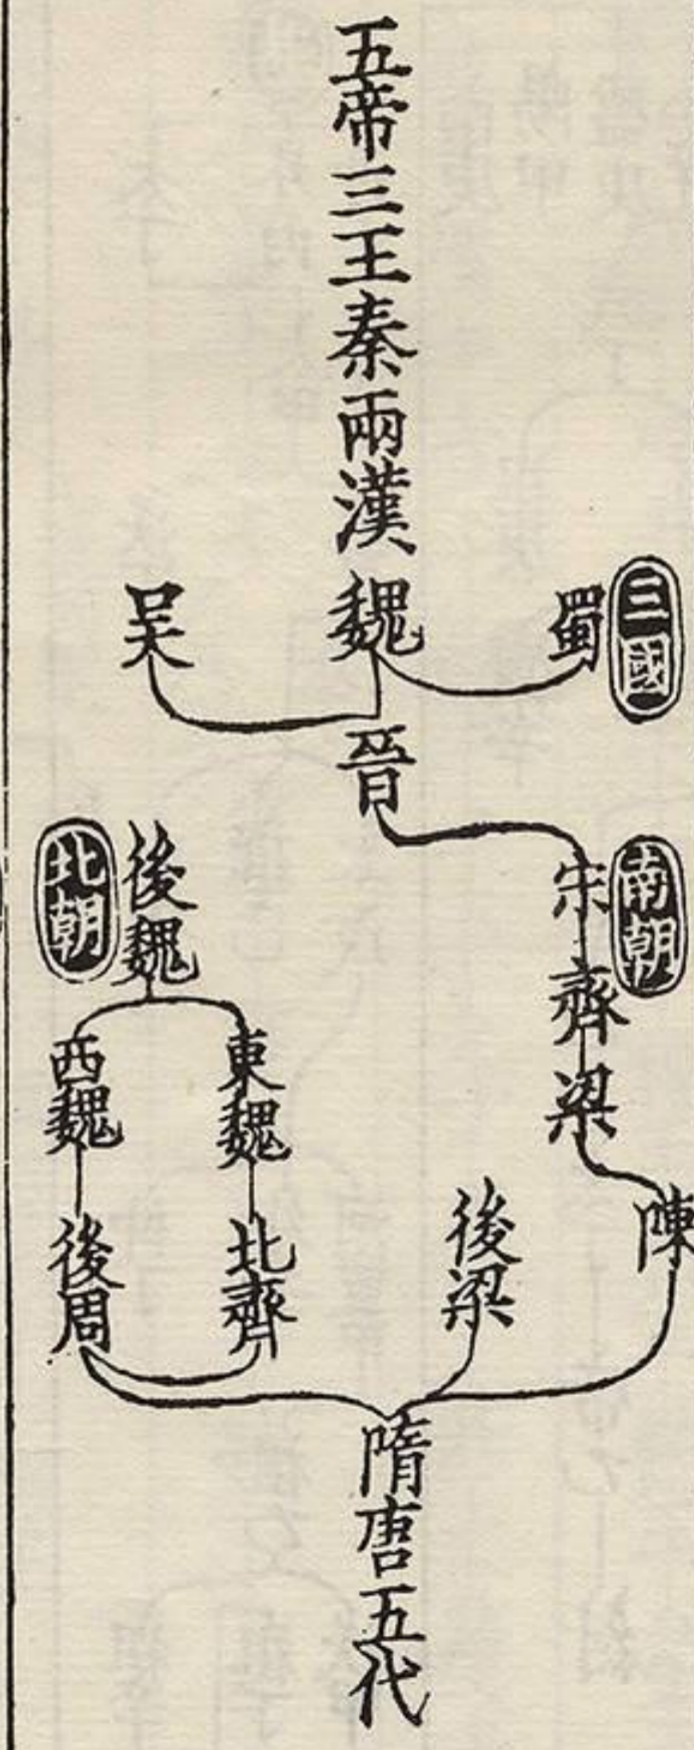 五帝三王秦兩漢
三國
蜀
魏
吴
晉
南朝
宋齊梁
陳
後梁
北朝
後魏
東魏
西魏
北齊
後周
隋唐五代